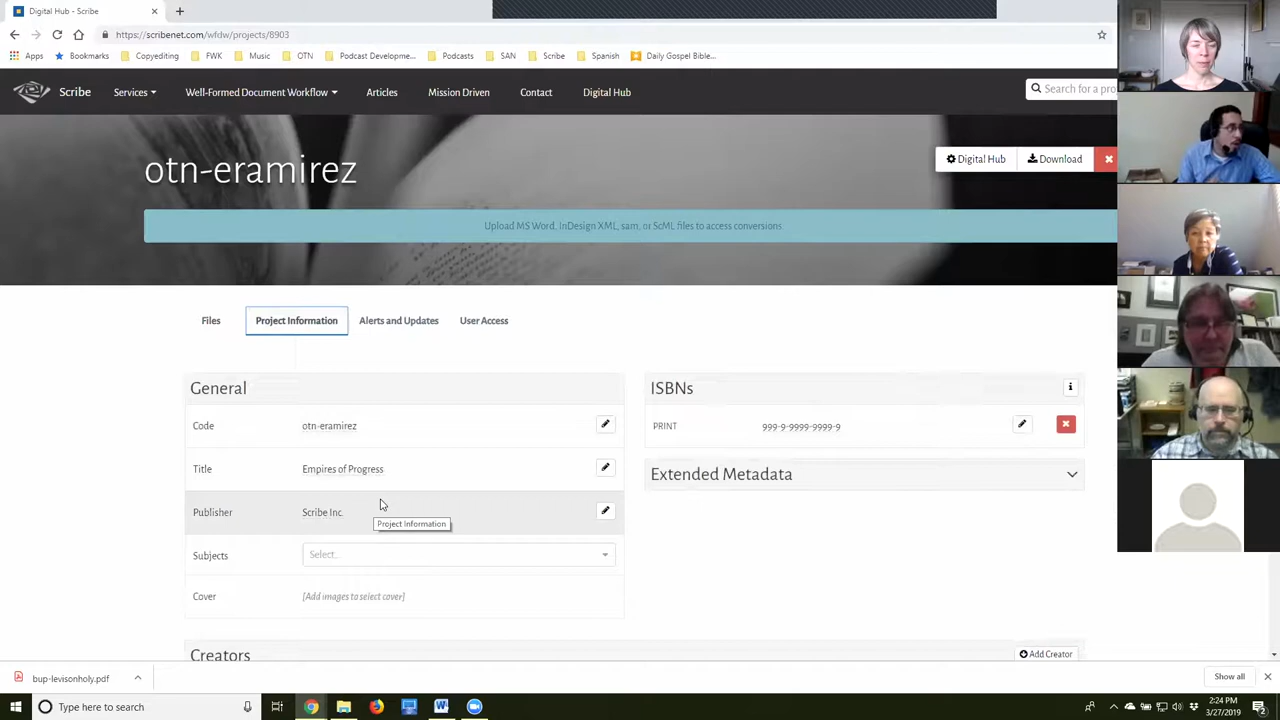 Digital Hub - Scribe
https://scribenet.com/wfdw/projects/8903
Apps Bookmarks Copyediting FWK Music OTN Podcast Developme... Podcasts SAN Scribe Spanish Daily Gospel Bible...
Scribe Services Well-Formed Document Workflow Articles Mission Driven Contact Digital Hub Search for a pro
otn-eramirez
Digital Hub Download
Upload MS Word, InDesign XML, sam, or ScML files to access conversions.
Files Project Information Alerts and Updates User Access
General
Code otn-eramirez
Title Empires of Progress
Publisher Scribe Inc.
Project Information
Subjects Select...
Cover [Add images to select cover]
ISBNs
PRINT 999-9-9999-9999-9
Extended Metadata
Creators Add Creator
bup-levisonholy.pdf Show all
Type here to search
2:24 PM
3/27/2019
2